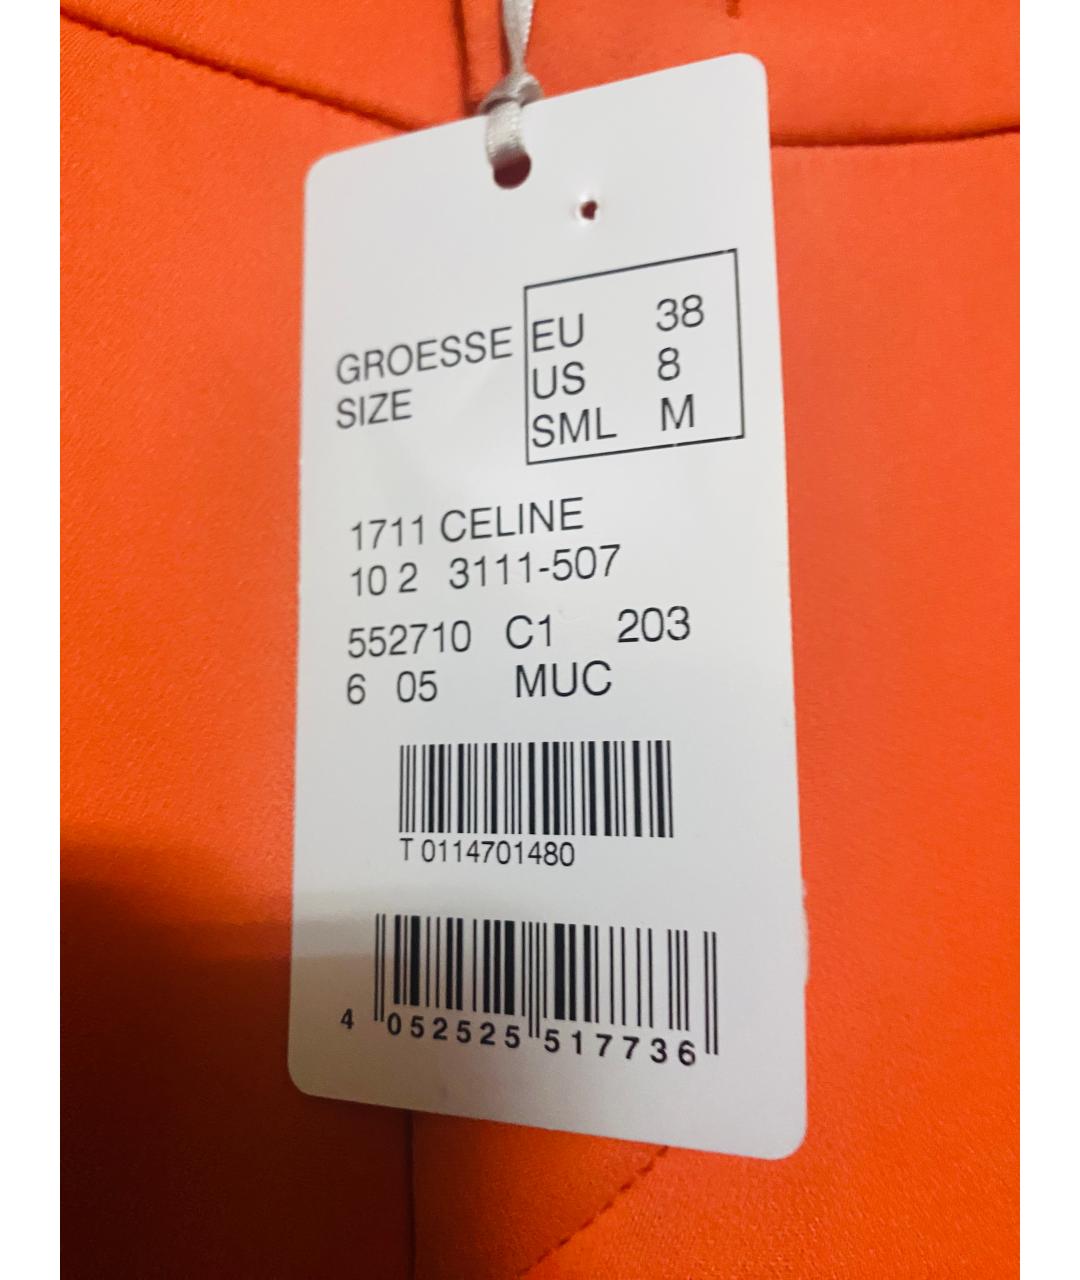 GROESSE EU 38
SIZE US 8
SML M
1711 CELINE
10 2 3111-507
552710 C1 203
6 05 MUC
T 0114701480
4 052525 517736